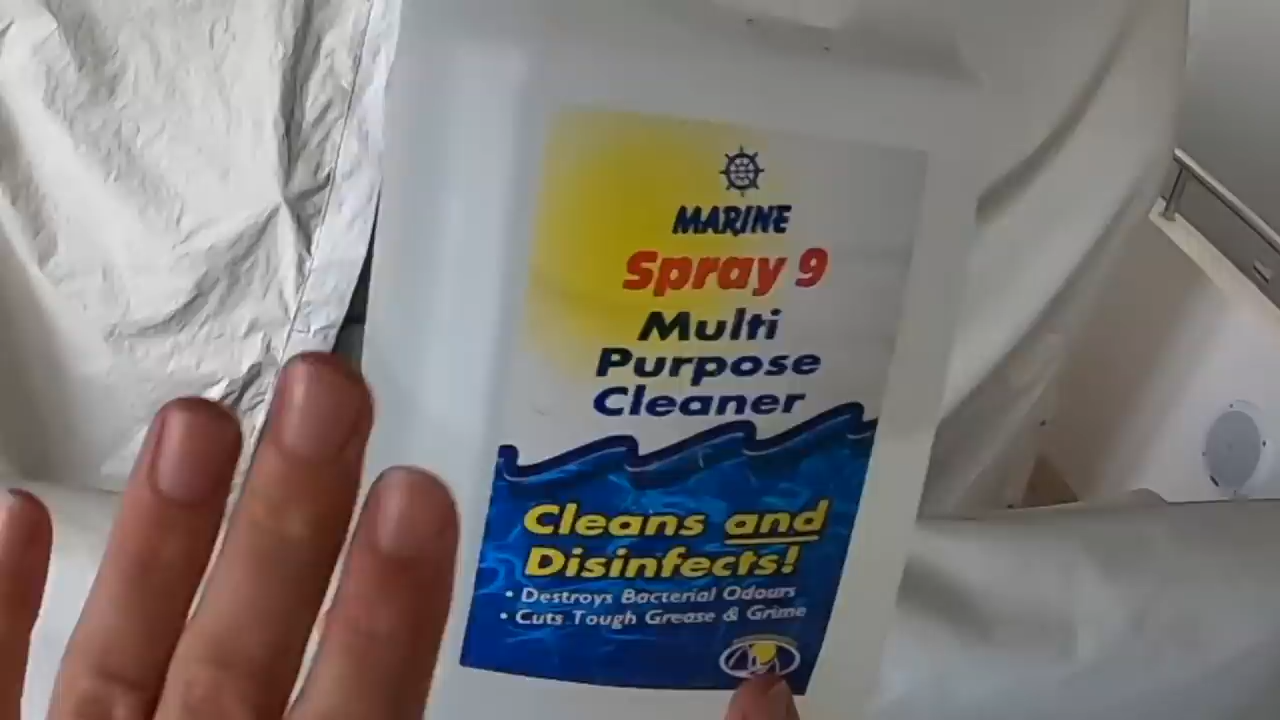 MARINE
Spray 9
Multi
Purpose
Cleaner
Cleans and
Disinfects!
• Destroys Bacterial Odours
• Cuts Tough Grease & Grime